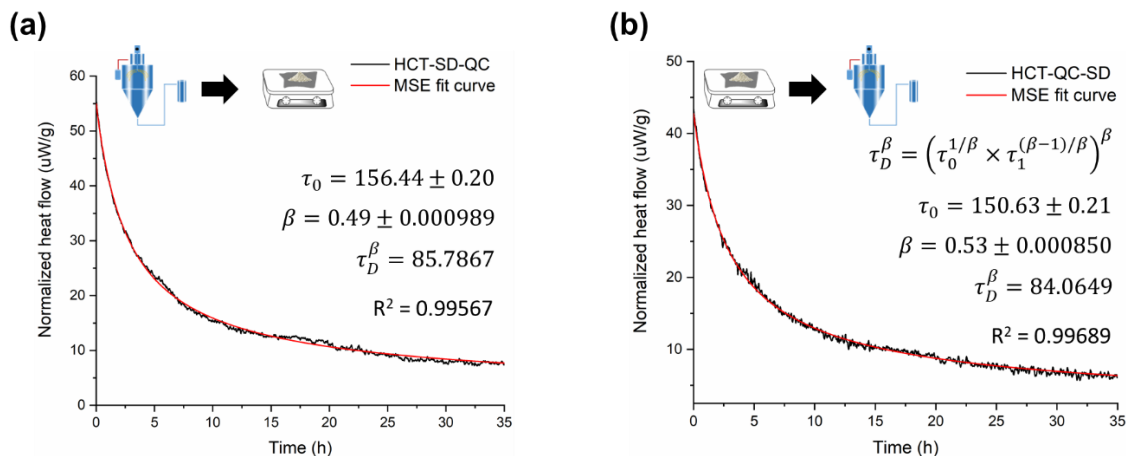 (a)
HCT-SD-QC
MSE fit curve
τ₀ = 156.44 ± 0.20
β = 0.49 ± 0.000989
τ_D^β = 85.7867
R² = 0.99567
Normalized heat flow (uW/g)
60
50
40
30
20
10
0
0 5 10 15 20 25 30 35
Time (h)
(b)
HCT-QC-SD
MSE fit curve
τ_D^β = (τ₀^{1/β} × τ₁^{(β−1)/β})^β
τ₀ = 150.63 ± 0.21
β = 0.53 ± 0.000850
τ_D^β = 84.0649
R² = 0.99689
Normalized heat flow (uW/g)
50
40
30
20
10
0 5 10 15 20 25 30 35
Time (h)